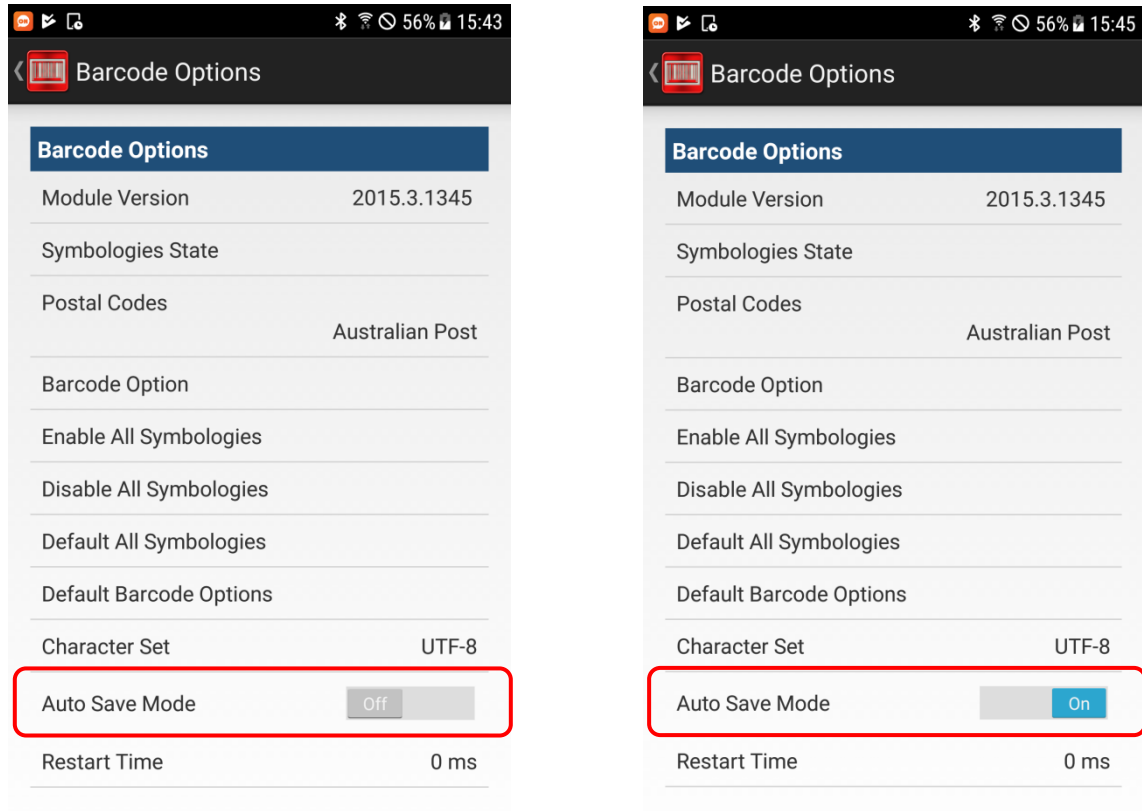 56% 15:43
Barcode Options
Barcode Options
Module Version 2015.3.1345
Symbologies State
Postal Codes
Australian Post
Barcode Option
Enable All Symbologies
Disable All Symbologies
Default All Symbologies
Default Barcode Options
Character Set UTF-8
Auto Save Mode Off
Restart Time 0 ms
56% 15:45
Barcode Options
Barcode Options
Module Version 2015.3.1345
Symbologies State
Postal Codes
Australian Post
Barcode Option
Enable All Symbologies
Disable All Symbologies
Default All Symbologies
Default Barcode Options
Character Set UTF-8
Auto Save Mode On
Restart Time 0 ms